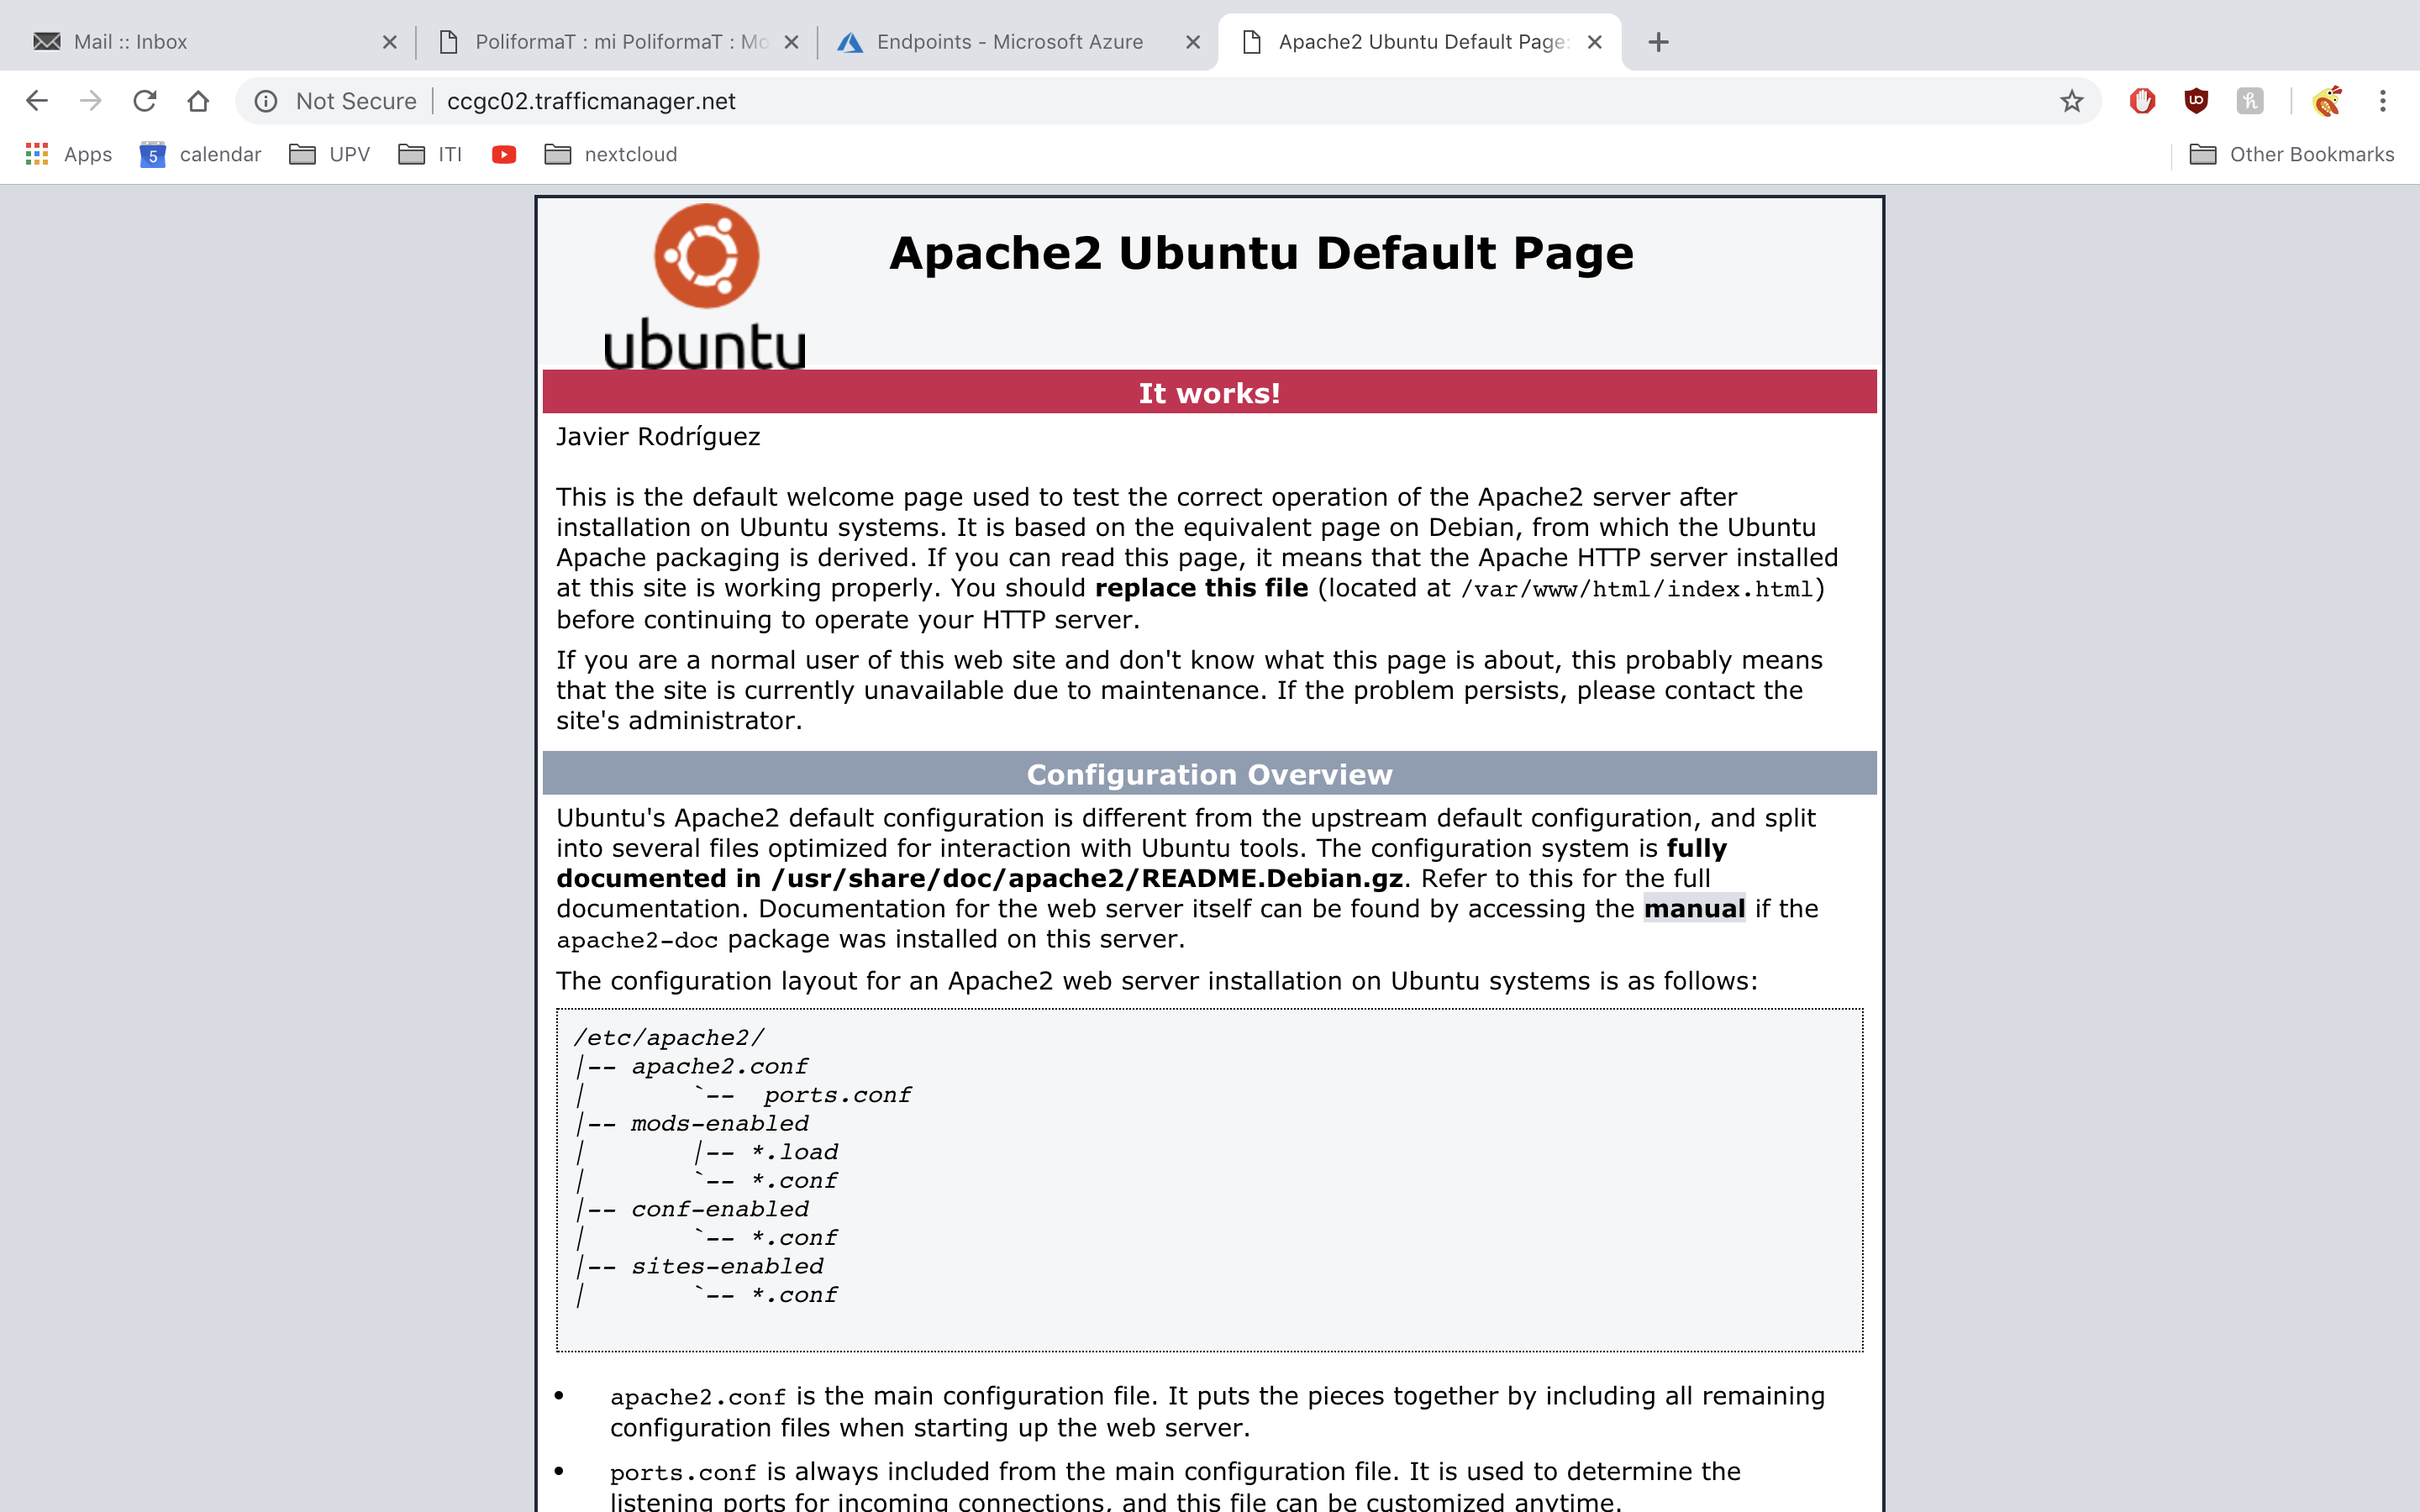 Mail :: Inbox
PoliformaT : mi PoliformaT : Mo
Endpoints - Microsoft Azure
Apache2 Ubuntu Default Page:
Not Secure
ccgc02.trafficmanager.net
Apps
5
calendar
UPV
ITI
nextcloud
Other Bookmarks
ubuntu
Apache2 Ubuntu Default Page
It works!
Javier Rodríguez
This is the default welcome page used to test the correct operation of the Apache2 server after
installation on Ubuntu systems. It is based on the equivalent page on Debian, from which the Ubuntu
Apache packaging is derived. If you can read this page, it means that the Apache HTTP server installed
at this site is working properly. You should replace this file (located at /var/www/html/index.html)
before continuing to operate your HTTP server.
If you are a normal user of this web site and don't know what this page is about, this probably means
that the site is currently unavailable due to maintenance. If the problem persists, please contact the
site's administrator.
Configuration Overview
Ubuntu's Apache2 default configuration is different from the upstream default configuration, and split
into several files optimized for interaction with Ubuntu tools. The configuration system is fully
documented in /usr/share/doc/apache2/README.Debian.gz. Refer to this for the full
documentation. Documentation for the web server itself can be found by accessing the manual if the
apache2-doc package was installed on this server.
The configuration layout for an Apache2 web server installation on Ubuntu systems is as follows:
/etc/apache2/
|-- apache2.conf
|       `--  ports.conf
|-- mods-enabled
|       |-- *.load
|       `-- *.conf
|-- conf-enabled
|       `-- *.conf
|-- sites-enabled
|       `-- *.conf
• apache2.conf is the main configuration file. It puts the pieces together by including all remaining
configuration files when starting up the web server.
• ports.conf is always included from the main configuration file. It is used to determine the
listening ports for incoming connections, and this file can be customized anytime.